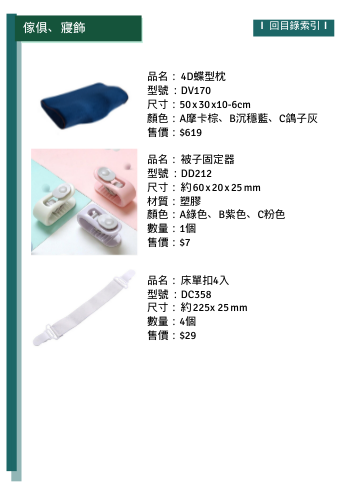 傢俱、寢飾
I 回目錄索引 I
品名： 4D蝶型枕
型號 ：DV170
尺寸：50x30x10-6cm
顏色：A摩卡棕、B沉穩藍、C鴿子灰
售價：$619
品名： 被子固定器
型號 ：DD212
尺寸： 約60x20x25mm
材質：塑膠
顏色：A綠色、B紫色、C粉色
數量：1個
售價：$7
品名： 床單扣4入
型號 ：DC358
尺寸： 約225x 25mm
數量：4個
售價：$29